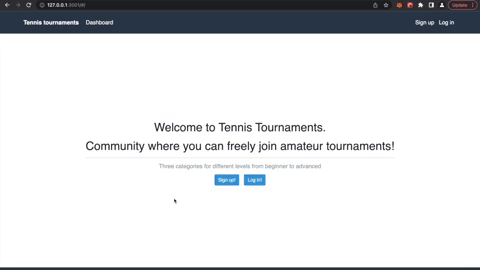 127.0.0.1:3001/#/
Update
Tennis tournaments Dashboard Sign up Log in
Welcome to Tennis Tournaments.
Community where you can freely join amateur tournaments!
Three categories for different levels from beginner to advanced
Sign up! Log in!